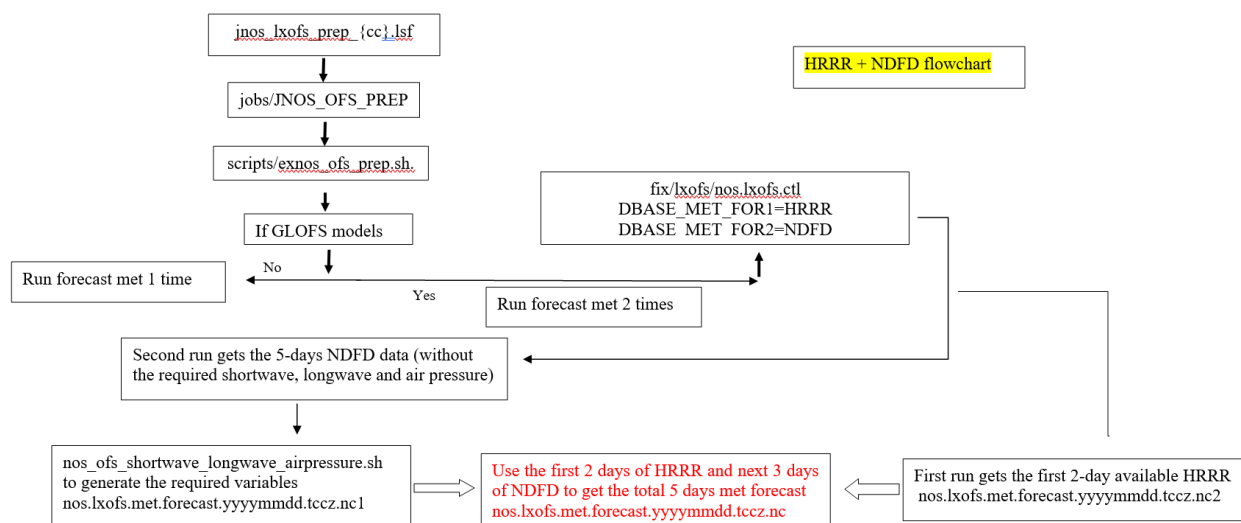 jnos_lxofs_prep_{cc}.lsf
HRRR + NDFD flowchart
jobs/JNOS_OFS_PREP
scripts/exnos_ofs_prep.sh.
fix/lxofs/nos.lxofs.ctl
DBASE_MET_FOR1=HRRR
DBASE_MET_FOR2=NDFD
If GLOFS models
No
Run forecast met 1 time
Yes
Run forecast met 2 times
Second run gets the 5-days NDFD data (without
the required shortwave, longwave and air pressure)
nos_ofs_shortwave_longwave_airpressure.sh
to generate the required variables
nos.lxofs.met.forecast.yyyymmdd.tccz.nc1
Use the first 2 days of HRRR and next 3 days
of NDFD to get the total 5 days met forecast
nos.lxofs.met.forecast.yyyymmdd.tccz.nc
First run gets the first 2-day available HRRR
nos.lxofs.met.forecast.yyyymmdd.tccz.nc2